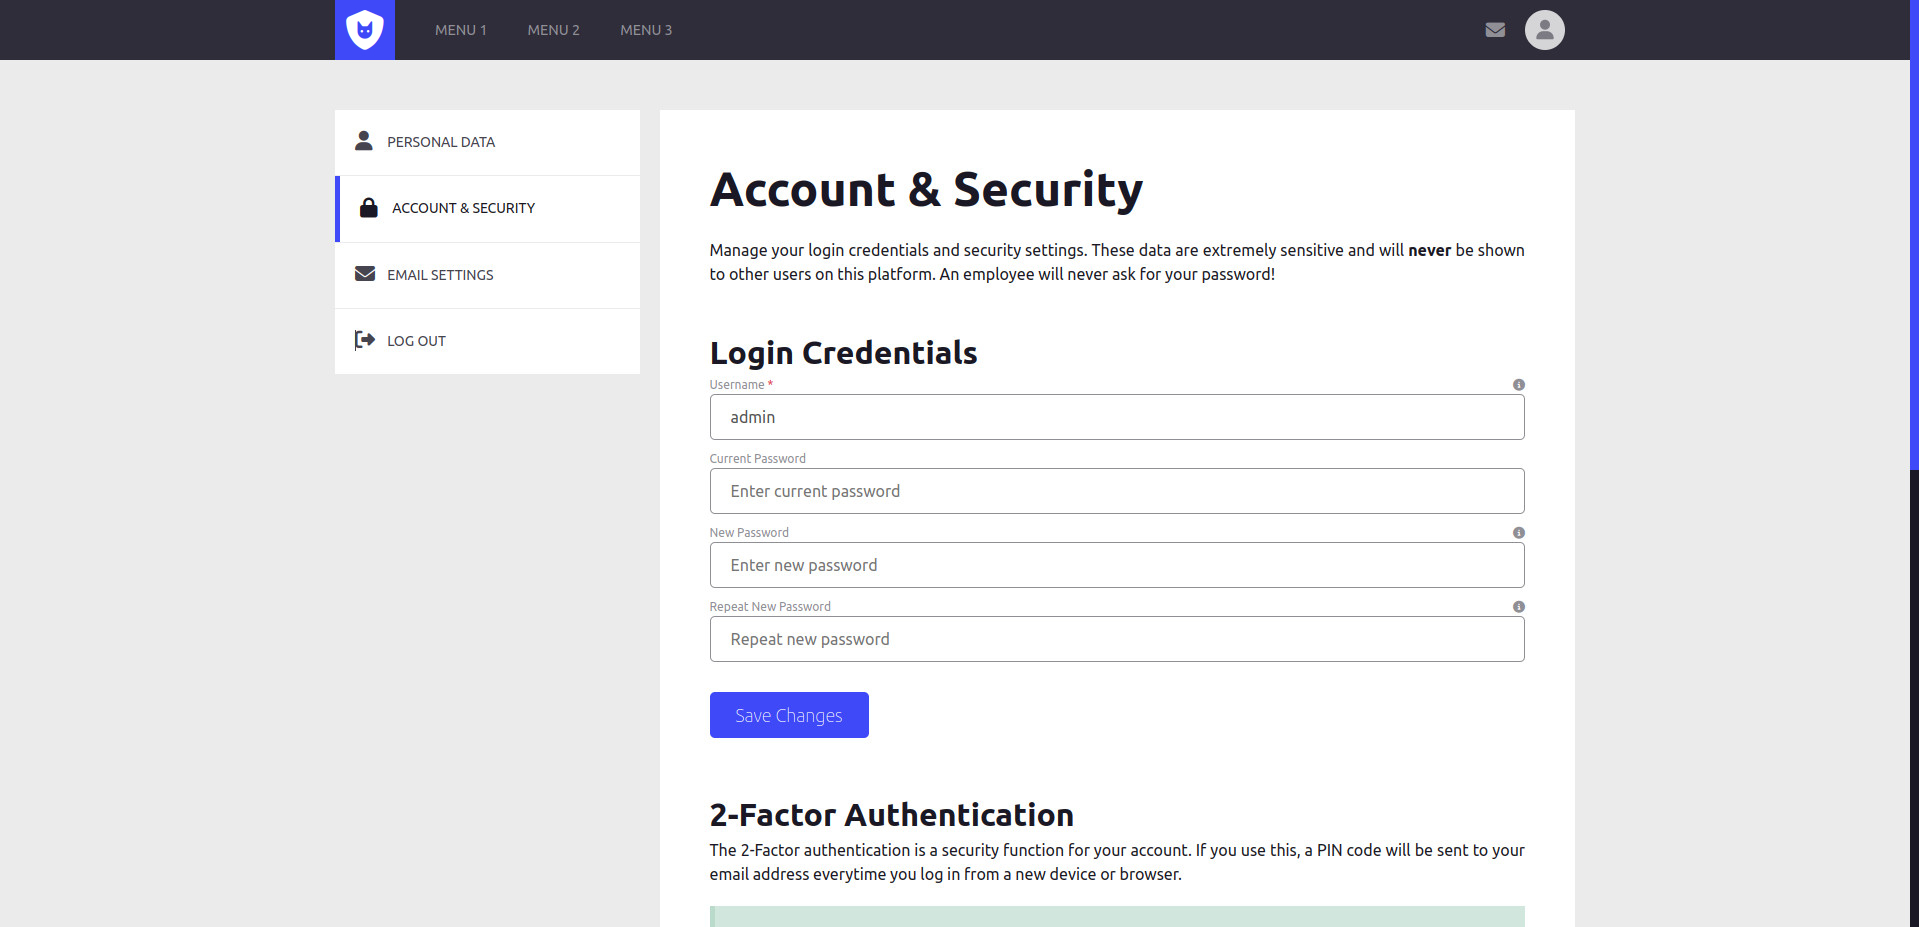 MENU 1
MENU 2
MENU 3
PERSONAL DATA
ACCOUNT & SECURITY
EMAIL SETTINGS
LOG OUT
Account & Security
Manage your login credentials and security settings. These data are extremely sensitive and will never be shown
to other users on this platform. An employee will never ask for your password!
Login Credentials
Username *
admin
Current Password
Enter current password
New Password
Enter new password
Repeat New Password
Repeat new password
Save Changes
2-Factor Authentication
The 2-Factor authentication is a security function for your account. If you use this, a PIN code will be sent to your
email address everytime you log in from a new device or browser.